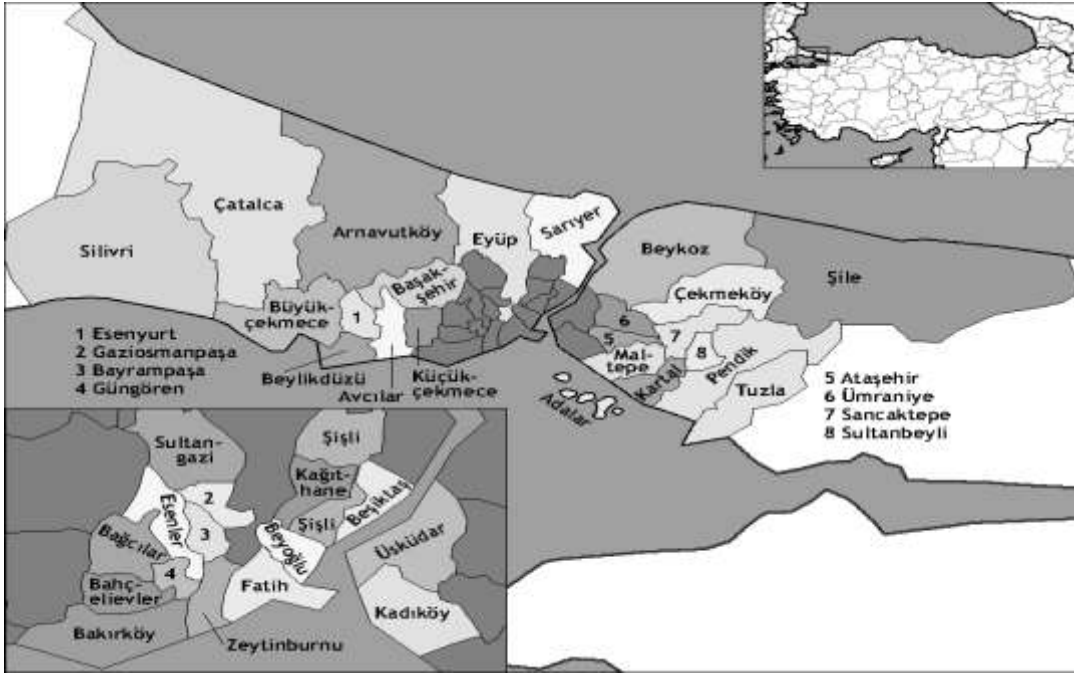 Silivri
Çatalca
Arnavutköy
Eyüp
Sarıyer
Başak-
şehir
Büyük-
çekmece
1
Beylikdüzü
Avcılar
Küçük-
çekmece
Beykoz
Şile
Çekmeköy
6
5
7
8
Mal-
tepe
Kartal
Pendik
Tuzla
Adalar
1 Esenyurt
2 Gaziosmanpaşa
3 Bayrampaşa
4 Güngören
5 Ataşehir
6 Ümraniye
7 Sancaktepe
8 Sultanbeyli
Sultan-
gazi
Şişli
Kağıt-
hane
Beşiktaş
Şişli
2
Esenler
3
Bağcılar
4
Beyoğlu
Üsküdar
Bahç-
elievler
Fatih
Kadıköy
Bakırköy
Zeytinburnu